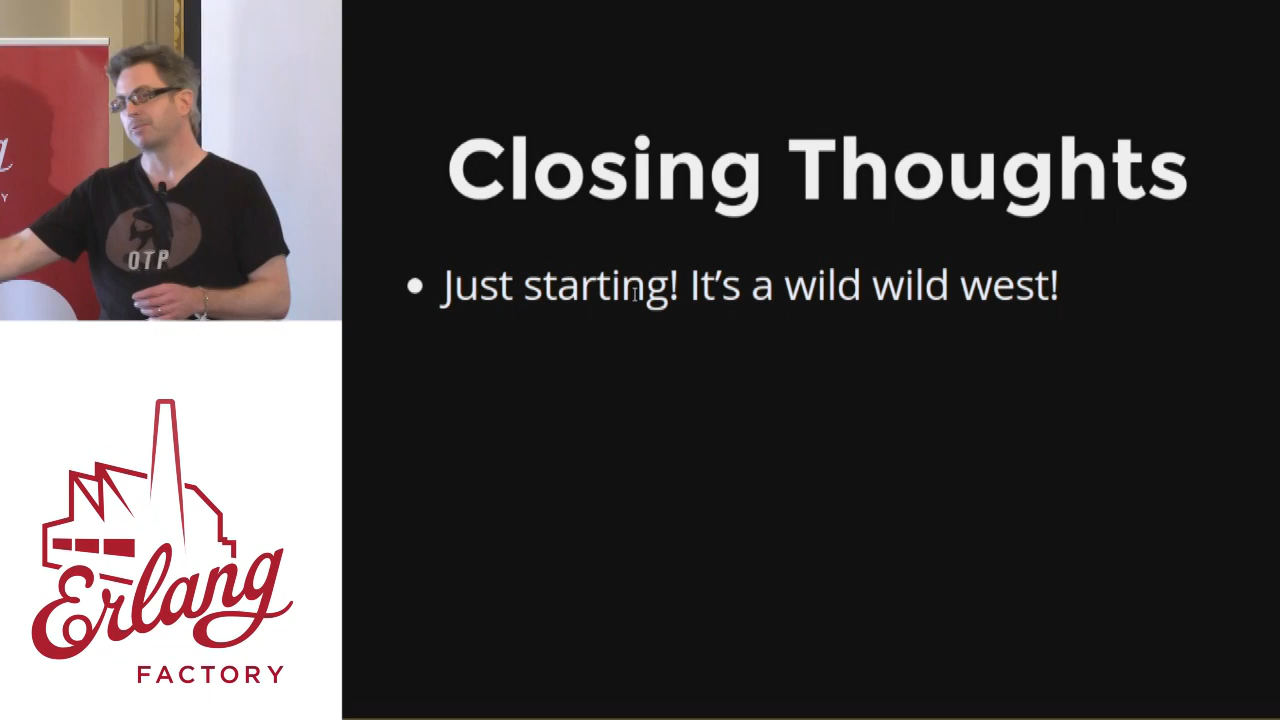 OTP
Closing Thoughts
• Just starting! It’s a wild wild west!
Erlang
FACTORY